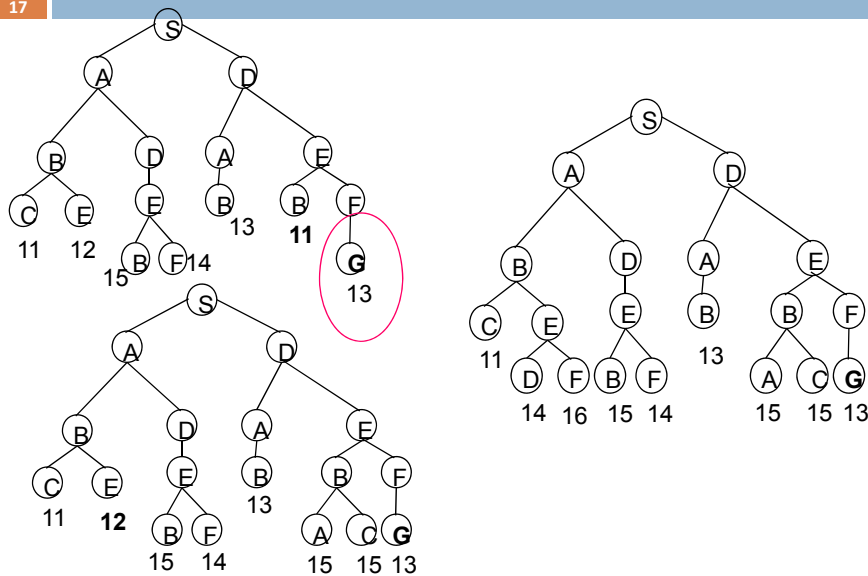 17
S
A D
B D A E
C E E B B F
11 12 15 B F 14 13 11 G
13
S
A D
B D A E
C E E B B F
11 12 B F 13 A C G
15 14 15 15 13
S
A D
B D A E
C E E B B F
11 D F B F 13 A C G
14 16 15 14 15 15 13